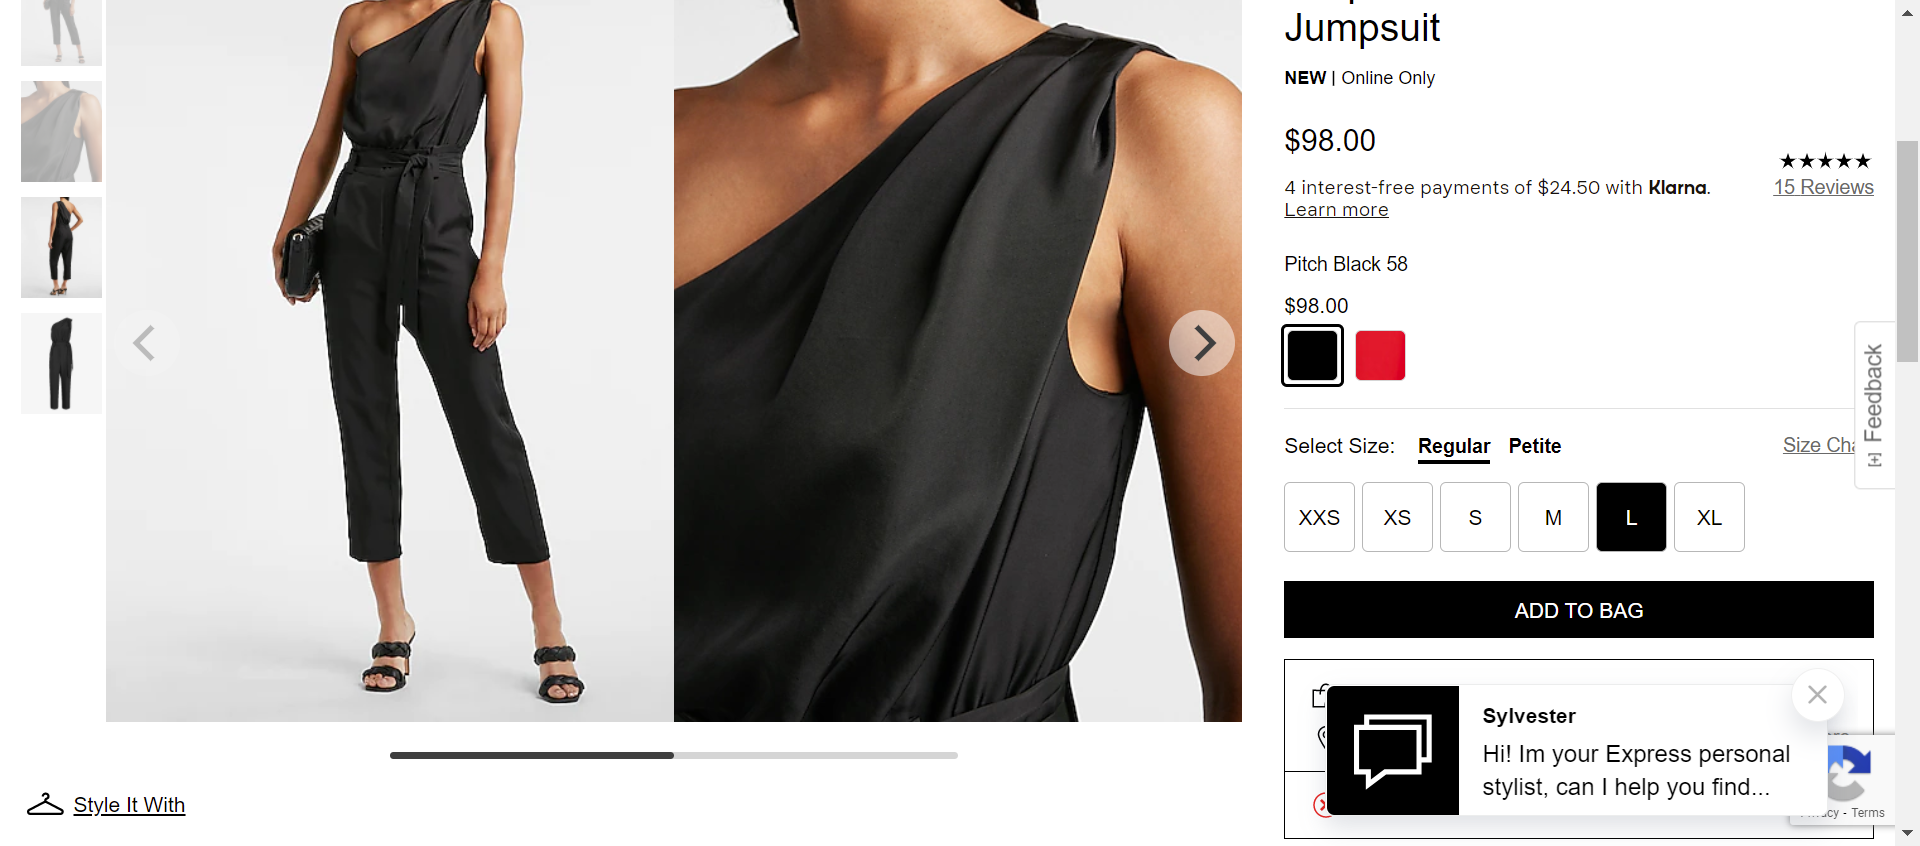 Jumpsuit
NEW | Online Only
$98.00
★★★★★
4 interest-free payments of $24.50 with Klarna.
15 Reviews
Learn more
Pitch Black 58
$98.00
[+] Feedback
Select Size: Regular Petite
Size Cha
XXS XS S M L XL
ADD TO BAG
Sylvester
Hi! Im your Express personal
stylist, can I help you find...
- Terms
Style It With